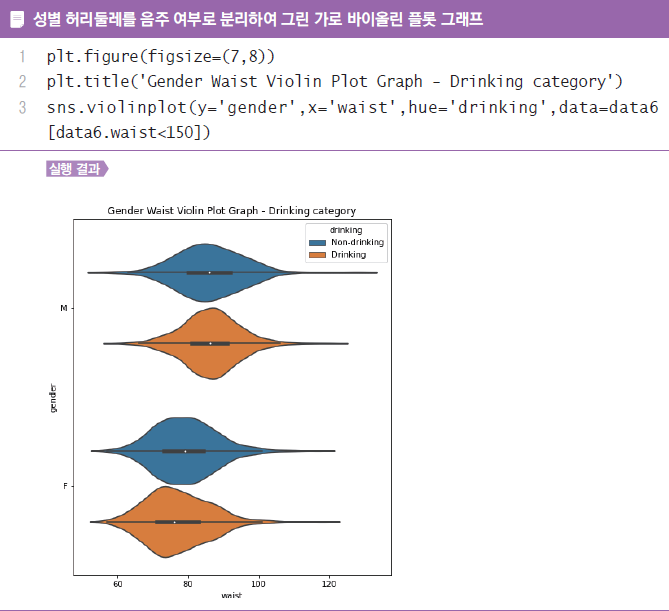 성별 허리둘레를 음주 여부로 분리하여 그린 가로 바이올린 플롯 그래프
1 plt.figure(figsize=(7,8))
2 plt.title('Gender Waist Violin Plot Graph - Drinking category')
3 sns.violinplot(y='gender',x='waist',hue='drinking',data=data6
[data6.waist<150])
실행 결과
Gender Waist Violin Plot Graph - Drinking category
drinking
Non-drinking
Drinking
M
gender
F
60 80 100 120
waist